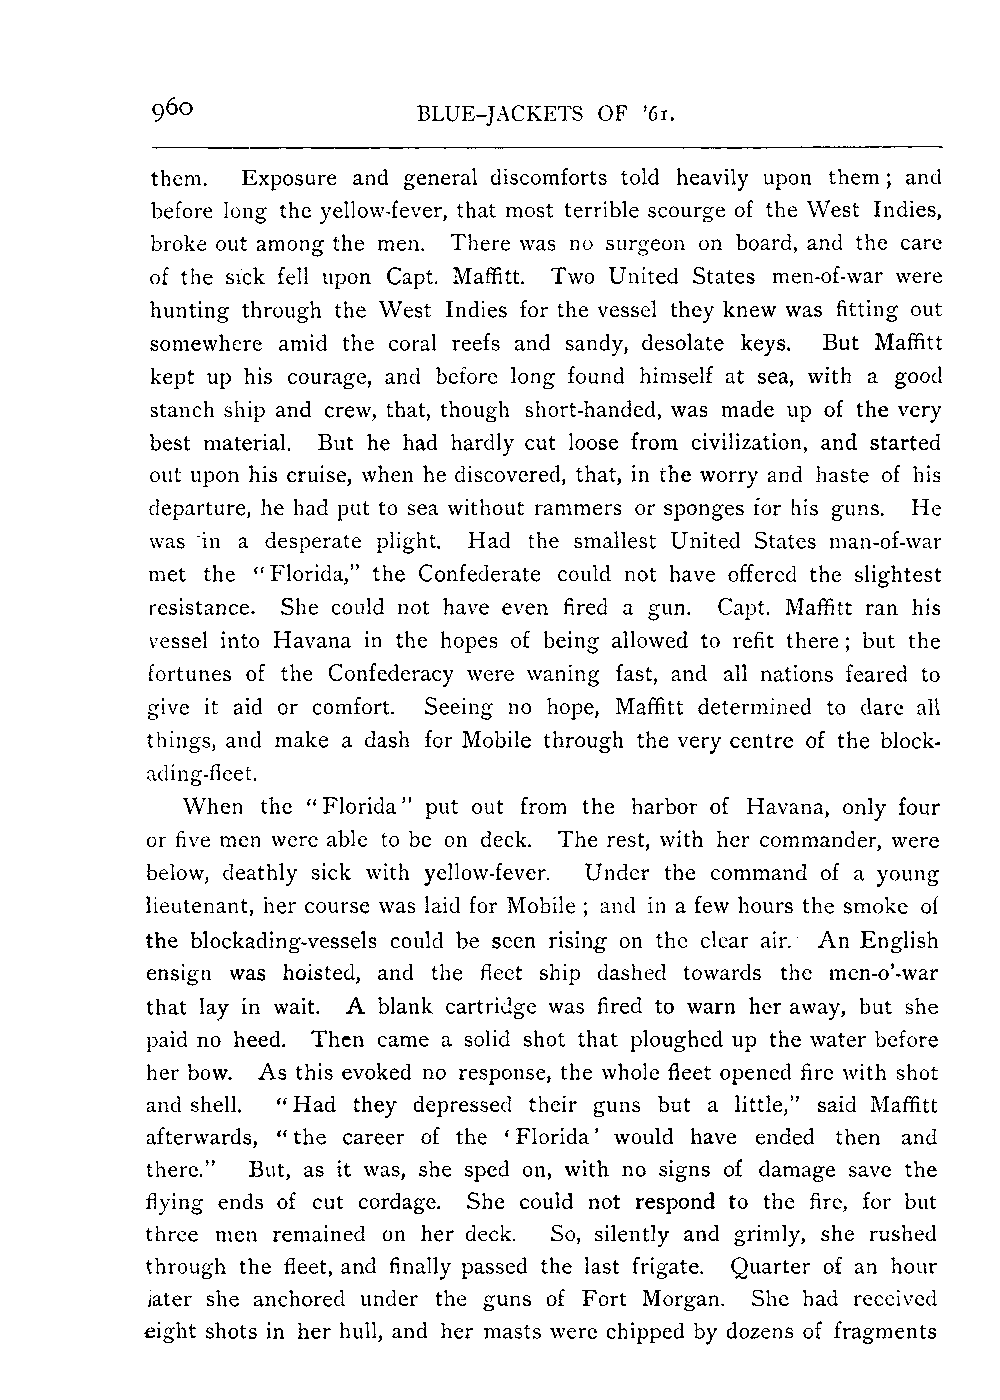 960 BLUE-JACKETS OF '61.
them. Exposure and general discomforts told heavily upon them; and
before long the yellow-fever, that most terrible scourge of the West Indies,
broke out among the men. There was no surgeon on board, and the care
of the sick fell upon Capt. Maffitt. Two United States men-of-war were
hunting through the West Indies for the vessel they knew was fitting out
somewhere amid the coral reefs and sandy, desolate keys. But Maffitt
kept up his courage, and before long found himself at sea, with a good
stanch ship and crew, that, though short-handed, was made up of the very
best material. But he had hardly cut loose from civilization, and started
out upon his cruise, when he discovered, that, in the worry and haste of his
departure, he had put to sea without rammers or sponges for his guns. He
was in a desperate plight. Had the smallest United States man-of-war
met the "Florida," the Confederate could not have offered the slightest
resistance. She could not have even fired a gun. Capt. Maffitt ran his
vessel into Havana in the hopes of being allowed to refit there; but the
fortunes of the Confederacy were waning fast, and all nations feared to
give it aid or comfort. Seeing no hope, Maffitt determined to dare all
things, and make a dash for Mobile through the very centre of the block-
ading-fleet.
When the "Florida" put out from the harbor of Havana, only four
or five men were able to be on deck. The rest, with her commander, were
below, deathly sick with yellow-fever. Under the command of a young
lieutenant, her course was laid for Mobile; and in a few hours the smoke of
the blockading-vessels could be seen rising on the clear air. An English
ensign was hoisted, and the fleet ship dashed towards the men-o'-war
that lay in wait. A blank cartridge was fired to warn her away, but she
paid no heed. Then came a solid shot that ploughed up the water before
her bow. As this evoked no response, the whole fleet opened fire with shot
and shell. "Had they depressed their guns but a little," said Maffitt
afterwards, "the career of the 'Florida' would have ended then and
there." But, as it was, she sped on, with no signs of damage save the
flying ends of cut cordage. She could not respond to the fire, for but
three men remained on her deck. So, silently and grimly, she rushed
through the fleet, and finally passed the last frigate. Quarter of an hour
later she anchored under the guns of Fort Morgan. She had received
eight shots in her hull, and her masts were chipped by dozens of fragments